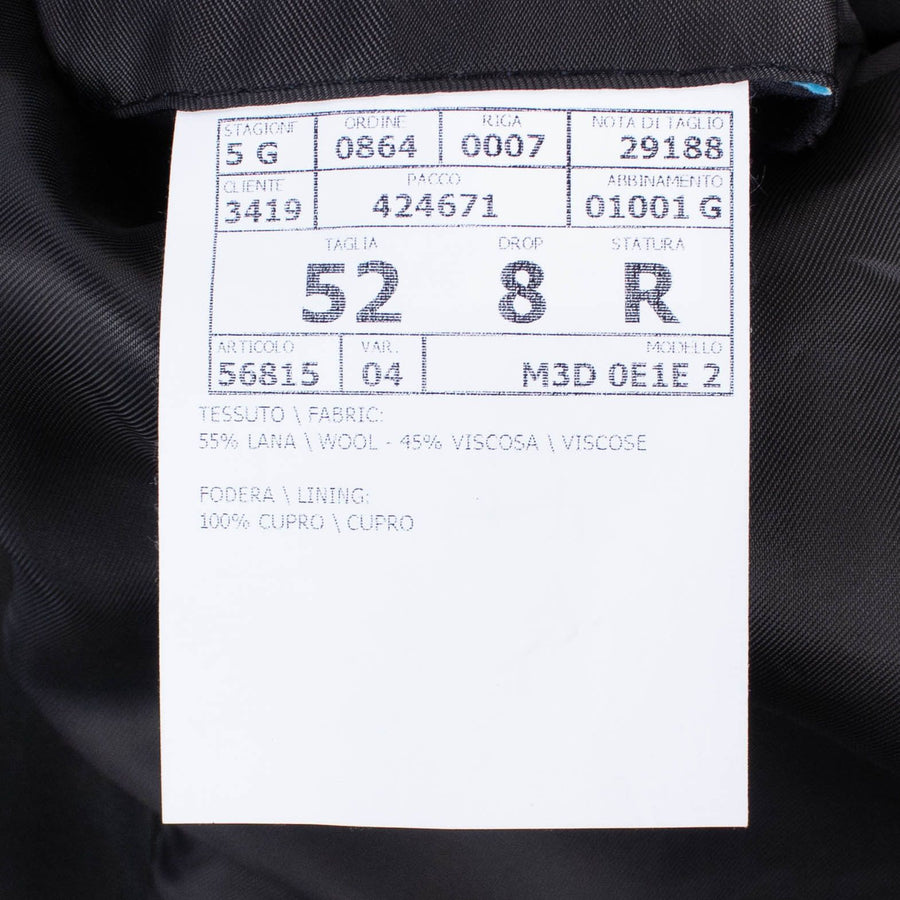 STAGIONE ORDINE RIGA NOTA DI TAGLIO
5 G 0864 0007 29188
CLIENTE PACCO ABBINAMENTO
3419 424671 01001 G
TAGLIA DROP STATURA
52 8 R
ARTICOLO VAR. MODELLO
56815 04 M3D 0E1E 2
TESSUTO \ FABRIC:
55% LANA \ WOOL - 45% VISCOSA \ VISCOSE
FODERA \ LINING:
100% CUPRO \ CUPRO